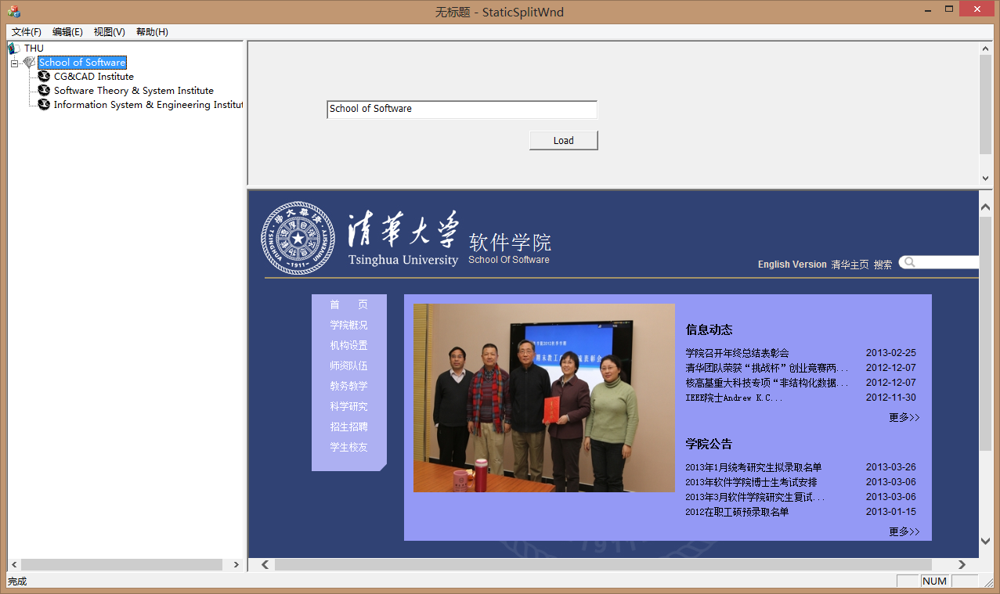 无标题 - StaticSplitWnd
文件(F) 编辑(E) 视图(V) 帮助(H)
THU
School of Software
CG&CAD Institute
Software Theory & System Institute
Information System & Engineering Institut
School of Software
Load
TSINGHUA UNIVERSITY
-1911-
清華大学
Tsinghua University
软件学院
School Of Software
English Version 清华主页 搜索
首 页
学院概况
机构设置
师资队伍
教务教学
科学研究
招生招聘
学生校友
信息动态
学院召开年终总结表彰会 2013-02-25
清华团队荣获“挑战杯”创业竞赛两... 2012-12-07
核高基重大科技专项“非结构化数据... 2012-12-07
IEEE院士Andrew K.C... 2012-11-30
更多>>
学院公告
2013年1月统考研究生拟录取名单 2013-03-26
2013年软件学院博士生考试安排 2013-03-06
2013年3月软件学院研究生复试... 2013-03-06
2012在职工硕预录取名单 2013-01-15
更多>>
1911
完成
NUM